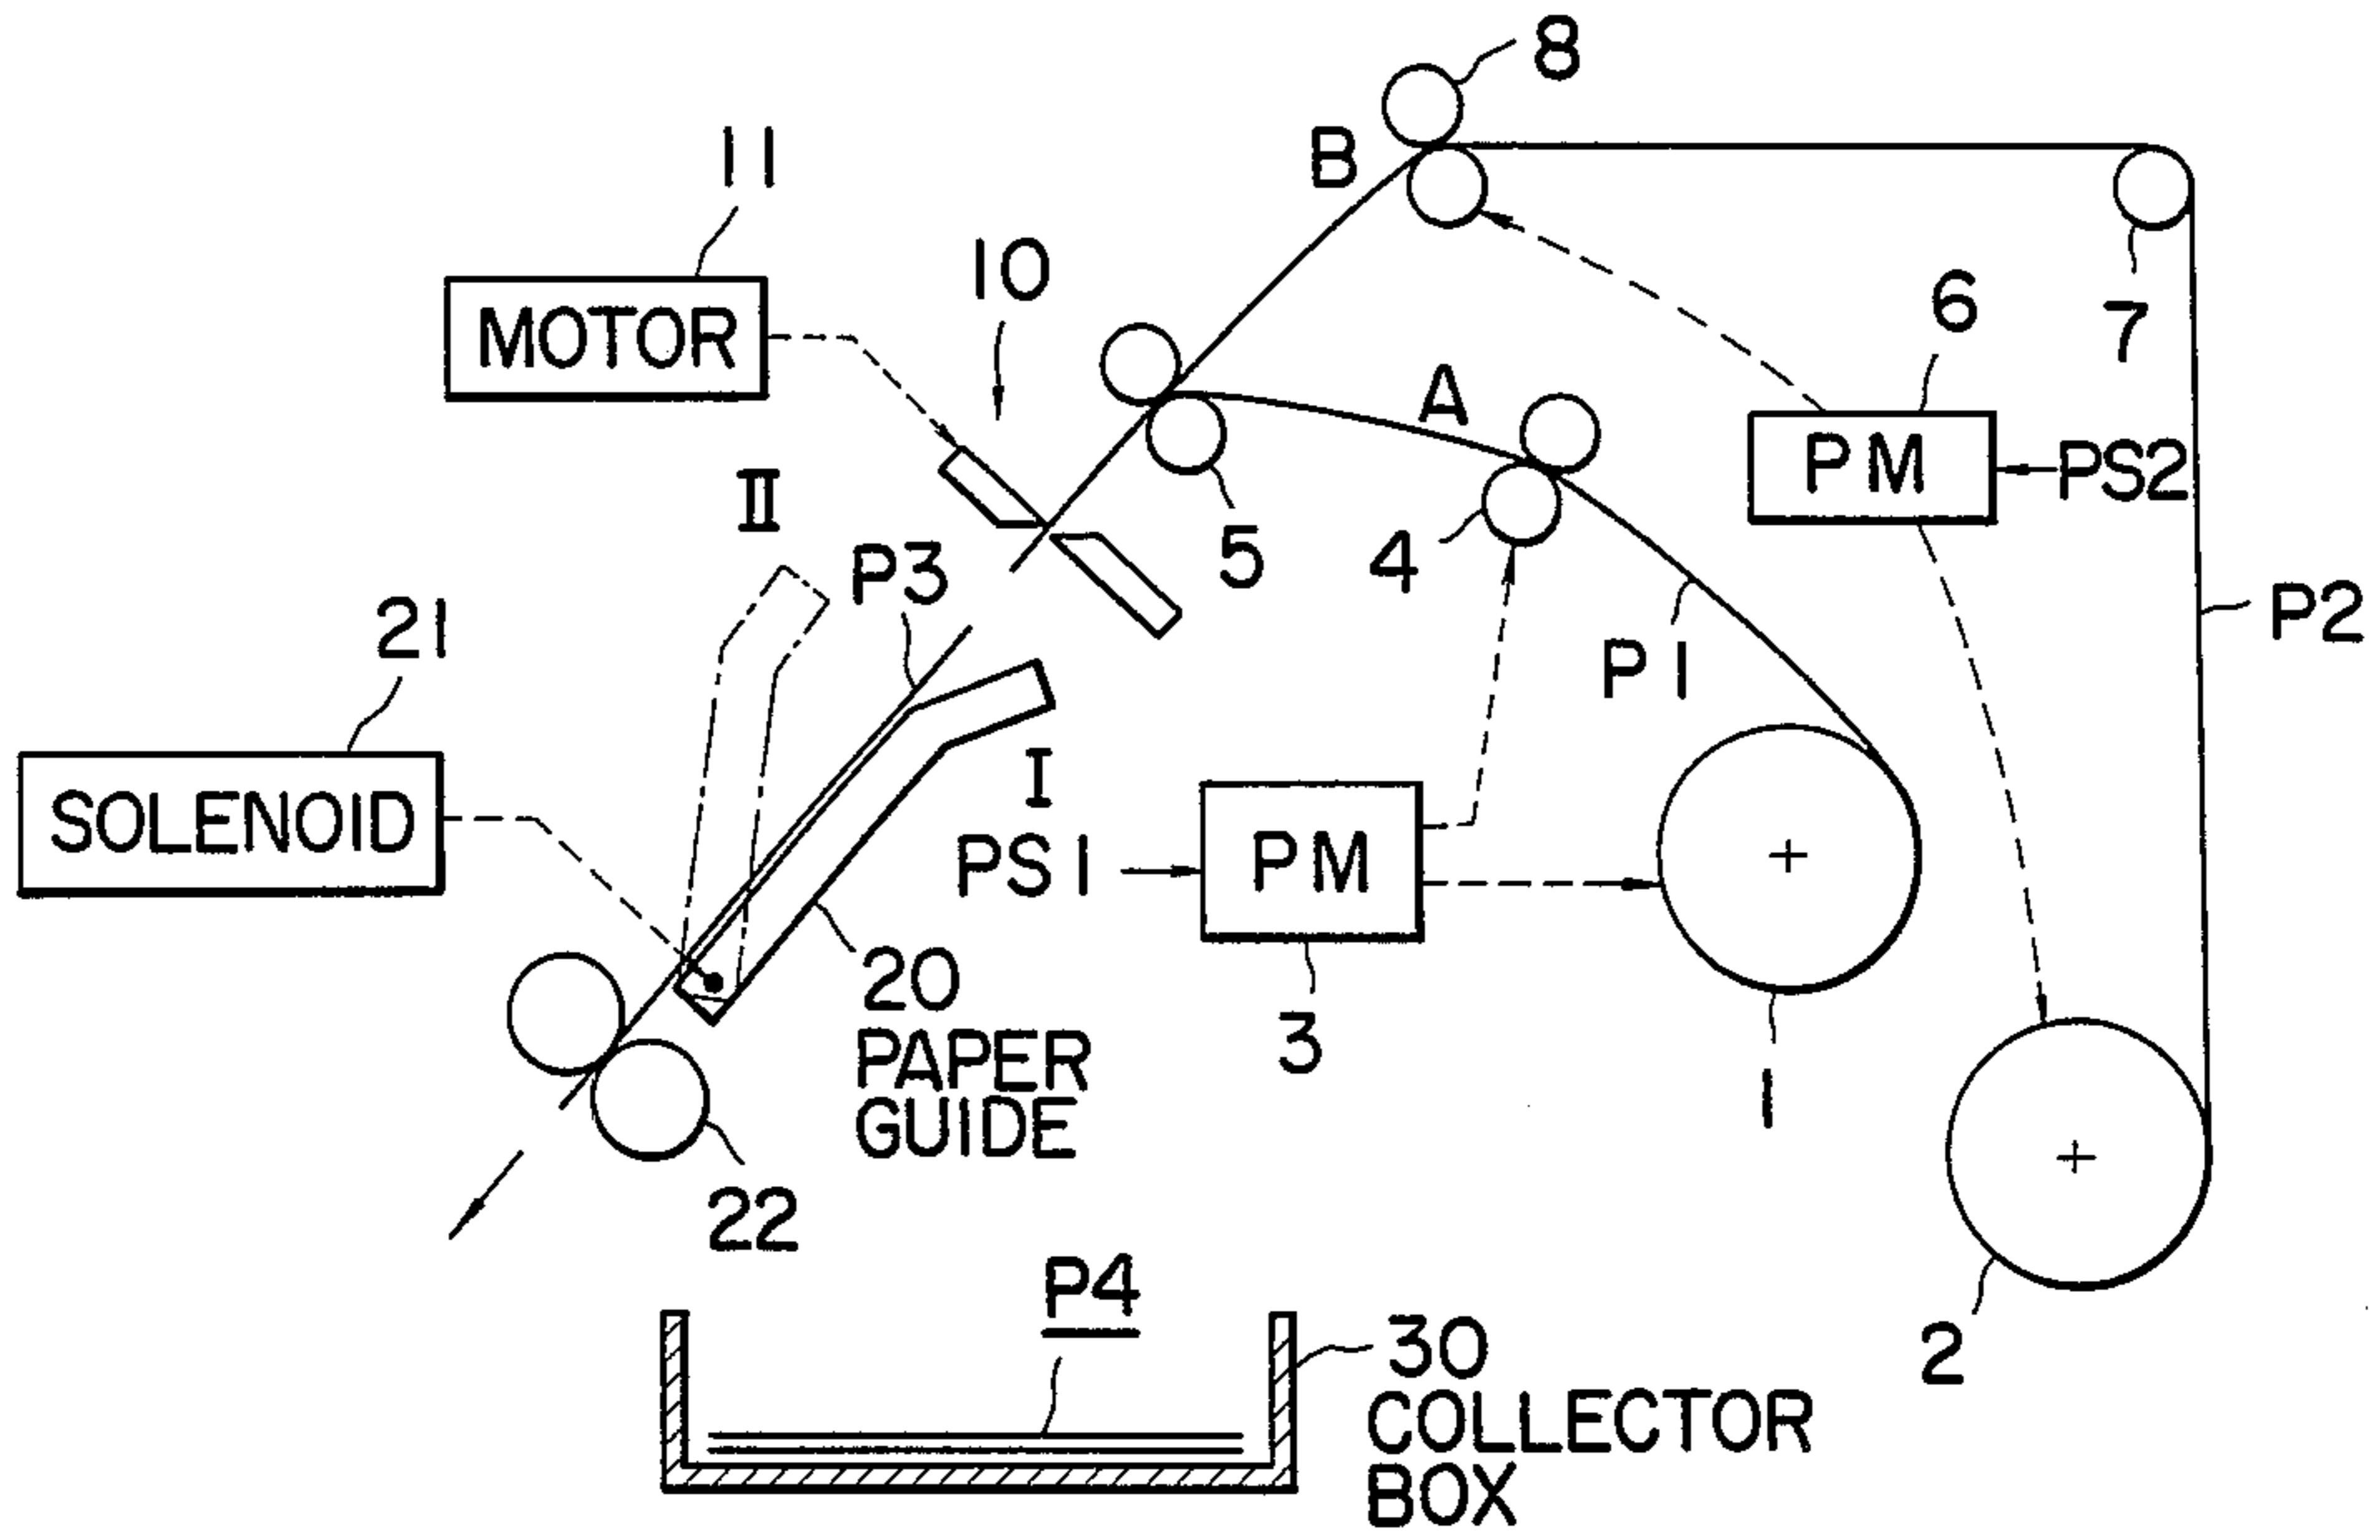 8
B
11
10
MOTOR
6
7
A
PM
PS2
II
P3
5
4
P2
21
P1
I
SOLENOID
PS1
PM
20
PAPER
GUIDE
3
1
22
P4
30
COLLECTOR
BOX
2